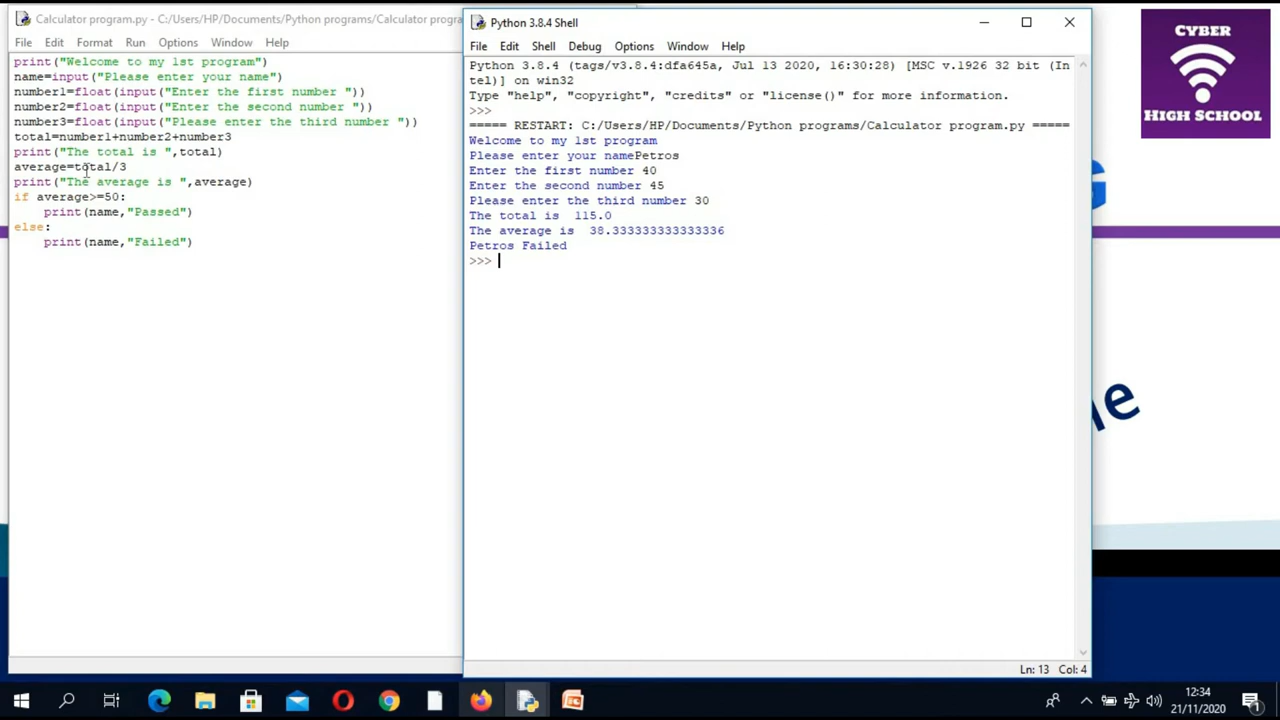 Calculator program.py - C:/Users/HP/Documents/Python programs/Calculator progra
File Edit Format Run Options Window Help
print("Welcome to my 1st program")
name=input("Please enter your name")
number1=float(input("Enter the first number "))
number2=float(input("Enter the second number "))
number3=float(input("Please enter the third number "))
total=number1+number2+number3
print("The total is ",total)
average=total/3
print("The average is ",average)
if average>=50:
    print(name,"Passed")
else:
    print(name,"Failed")
Python 3.8.4 Shell
File Edit Shell Debug Options Window Help
Python 3.8.4 (tags/v3.8.4:dfa645a, Jul 13 2020, 16:30:28) [MSC v.1926 32 bit (In
tel)] on win32
Type "help", "copyright", "credits" or "license()" for more information.
>>>
===== RESTART: C:/Users/HP/Documents/Python programs/Calculator program.py =====
Welcome to my 1st program
Please enter your namePetros
Enter the first number 40
Enter the second number 45
Please enter the third number 30
The total is  115.0
The average is  38.333333333333336
Petros Failed
>>>
Ln: 13 Col: 4
CYBER
HIGH SCHOOL
12:34
21/11/2020
1